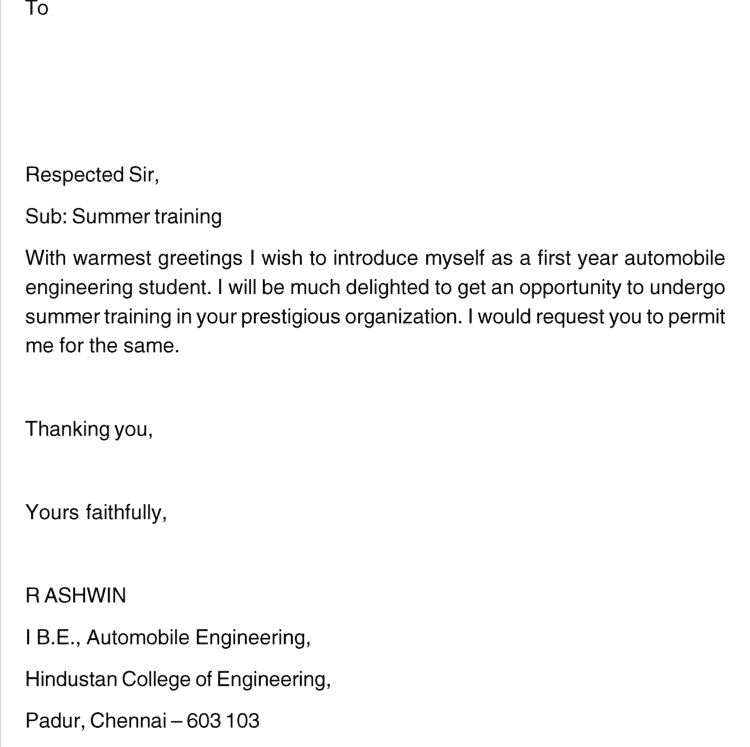 To
Respected Sir,
Sub: Summer training
With warmest greetings I wish to introduce myself as a first year automobile
engineering student. I will be much delighted to get an opportunity to undergo
summer training in your prestigious organization. I would request you to permit
me for the same.
Thanking you,
Yours faithfully,
R ASHWIN
I B.E., Automobile Engineering,
Hindustan College of Engineering,
Padur, Chennai – 603 103